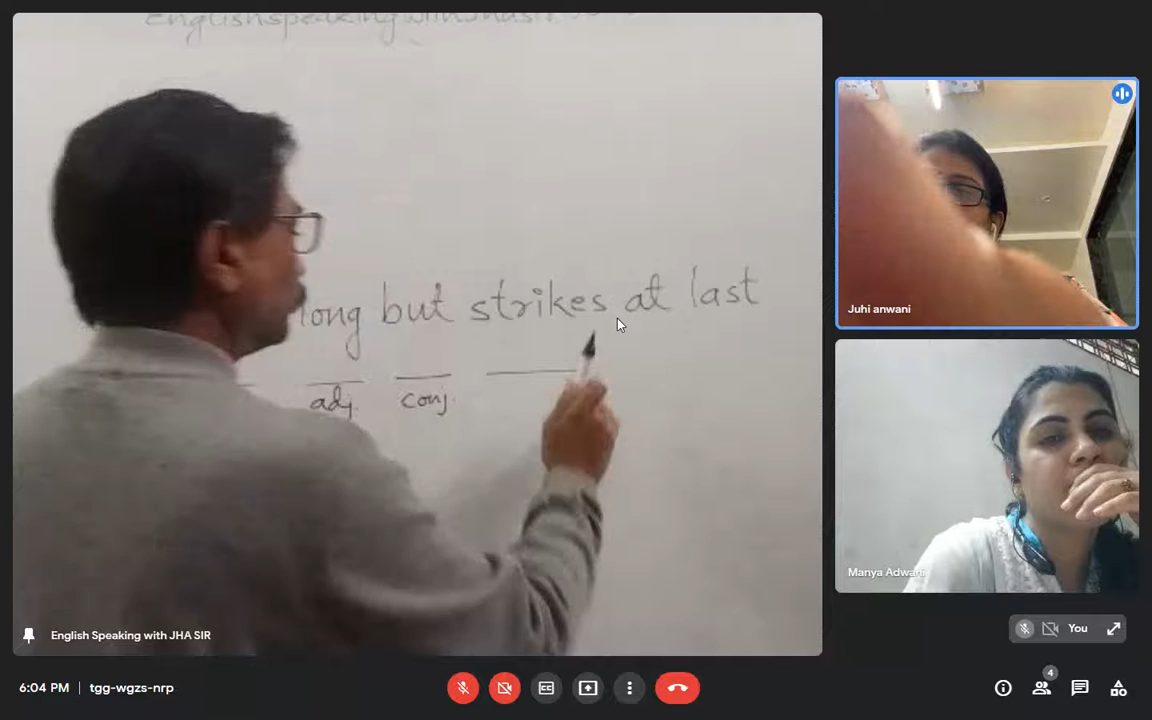 Englishspeakingwithjhasir.
long but strikes at last
adj. conj.
Juhi anwani
Manya Adwani
English Speaking with JHA SIR
You
6:04 PM | tgg-wgzs-nrp
4